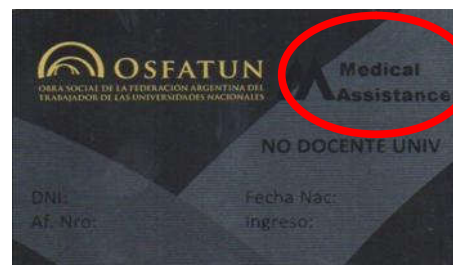 OSFATUN
OBRA SOCIAL DE LA FEDERACIÓN ARGENTINA DEL
TRABAJADOR DE LAS UNIVERSIDADES NACIONALES
Medical
Assistance
NO DOCENTE UNIV
DNI:
Fecha Nac:
Af. Nro:
Ingreso: